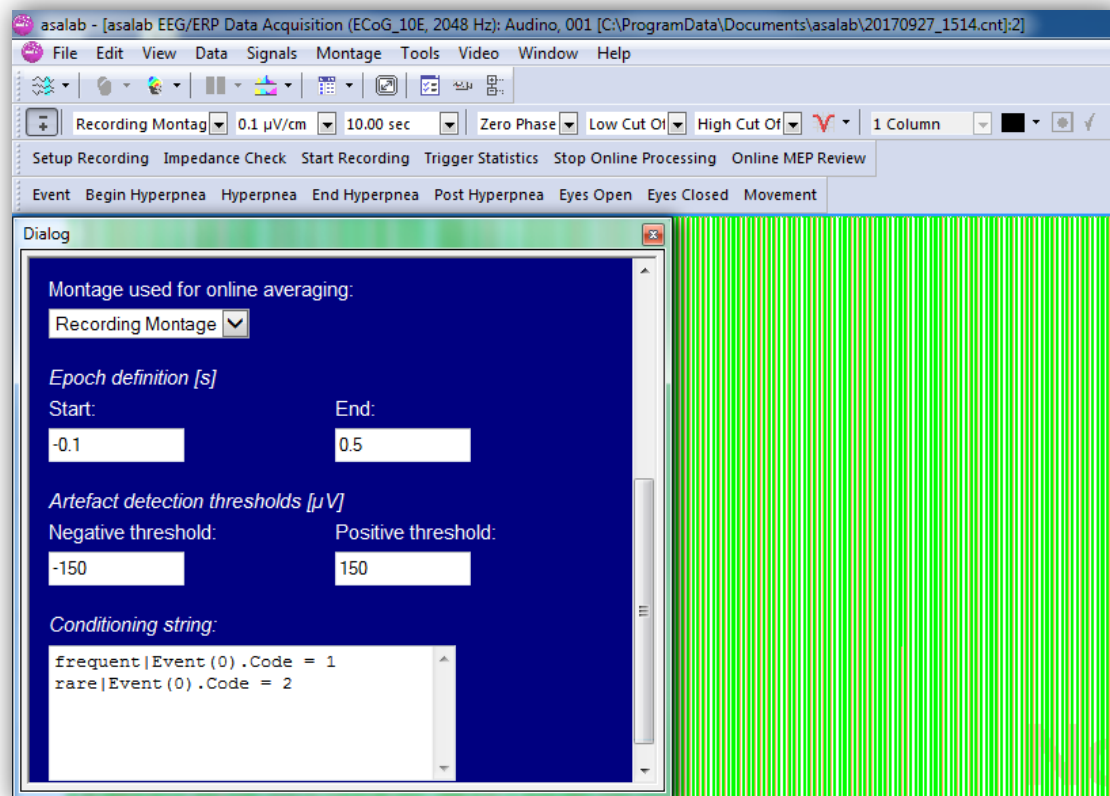 asalab - [asalab EEG/ERP Data Acquisition (ECoG_10E, 2048 Hz): Audino, 001 [C:\ProgramData\Documents\asalab\20170927_1514.cnt]:2]
File Edit View Data Signals Montage Tools Video Window Help
Recording Montag 0.1 µV/cm 10.00 sec Zero Phase Low Cut Of High Cut Of 1 Column
Setup Recording Impedance Check Start Recording Trigger Statistics Stop Online Processing Online MEP Review
Event Begin Hyperpnea Hyperpnea End Hyperpnea Post Hyperpnea Eyes Open Eyes Closed Movement
Dialog
Montage used for online averaging:
Recording Montage
Epoch definition [s]
Start: End:
-0.1 0.5
Artefact detection thresholds [µV]
Negative threshold: Positive threshold:
-150 150
Conditioning string:
frequent|Event(0).Code = 1
rare|Event(0).Code = 2